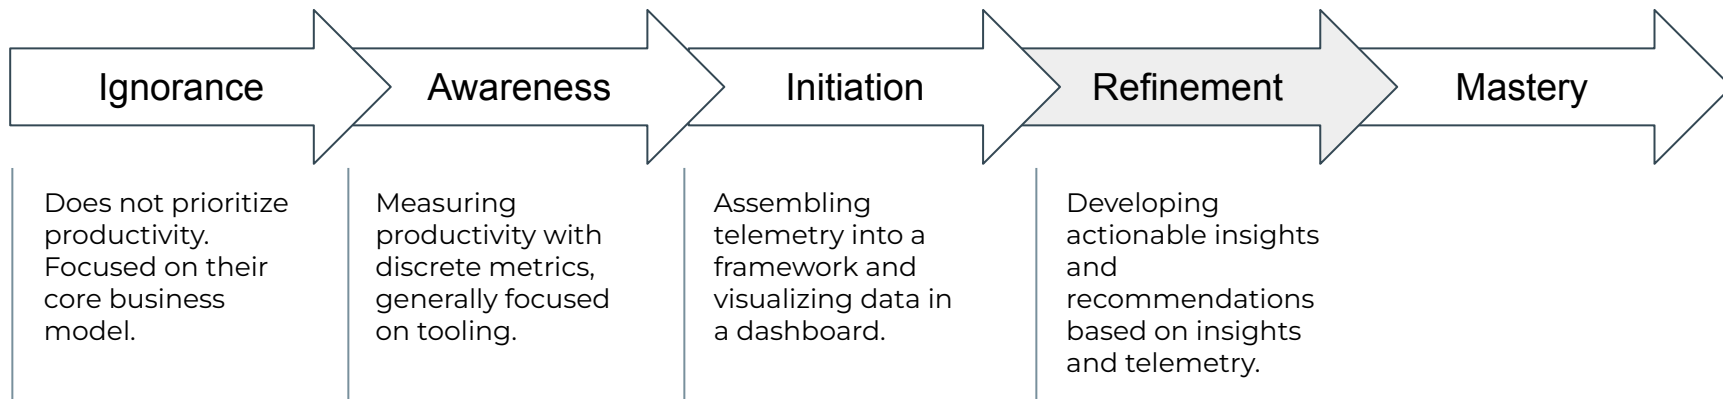 Ignorance
Awareness
Initiation
Refinement
Mastery
Does not prioritize
productivity.
Focused on their
core business
model.
Measuring
productivity with
discrete metrics,
generally focused
on tooling.
Assembling
telemetry into a
framework and
visualizing data in
a dashboard.
Developing
actionable insights
and
recommendations
based on insights
and telemetry.